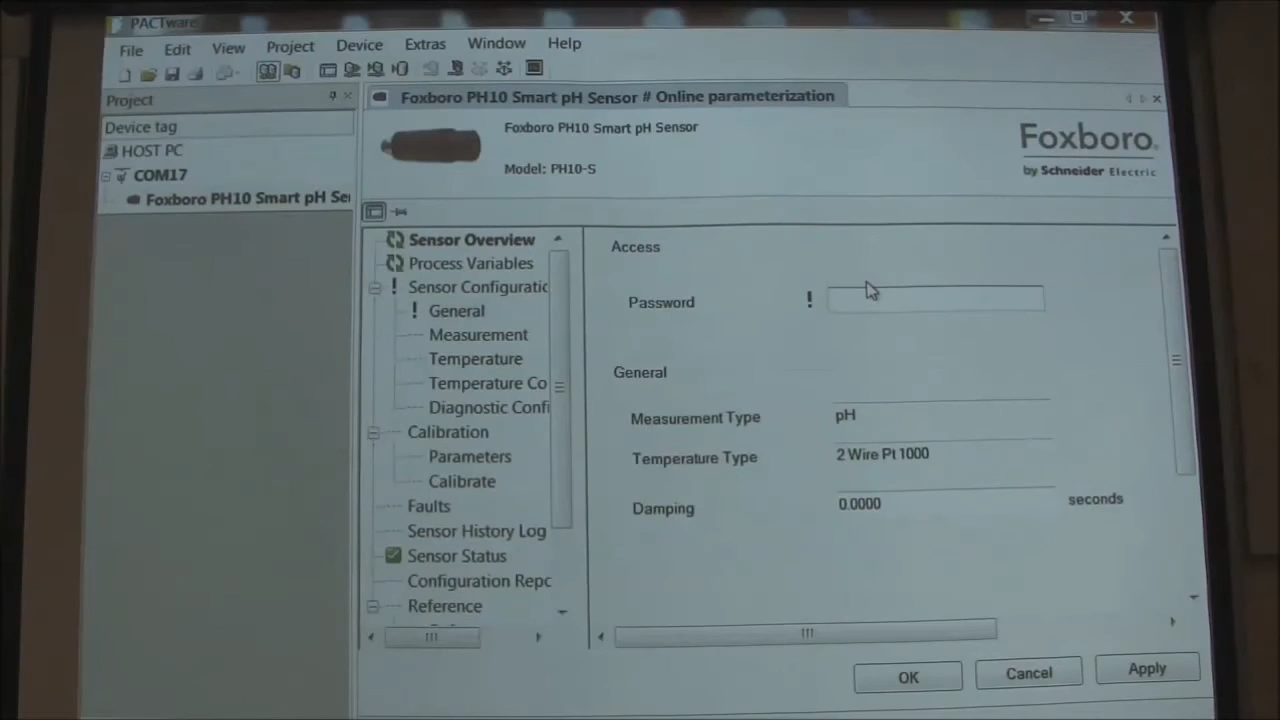 PACTware
File Edit View Project Device Extras Window Help
Project
Device tag
HOST PC
COM17
Foxboro PH10 Smart pH Se
Foxboro PH10 Smart pH Sensor # Online parameterization
Foxboro PH10 Smart pH Sensor
Model: PH10-S
Foxboro
by Schneider Electric
Sensor Overview
Process Variables
! Sensor Configuratic
! General
Measurement
Temperature
Temperature Co
Diagnostic Confi
Calibration
Parameters
Calibrate
Faults
Sensor History Log
Sensor Status
Configuration Repc
Reference
Access
Password !
General
Measurement Type pH
Temperature Type 2 Wire Pt 1000
Damping 0.0000 seconds
OK Cancel Apply